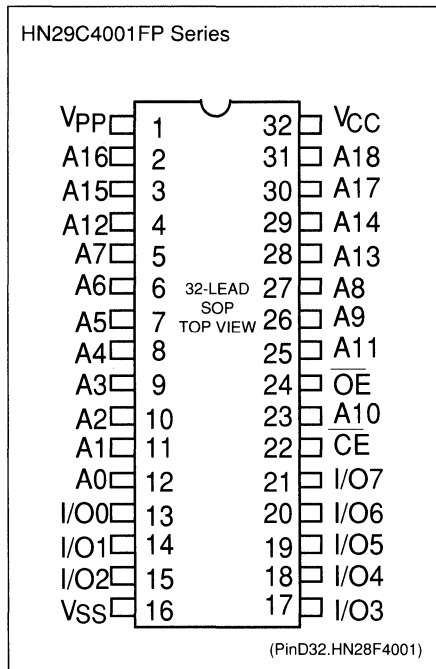 HN29C4001FP Series
VPP 1 32 VCC
A16 2 31 A18
A15 3 30 A17
A12 4 29 A14
A7 5 28 A13
A6 6 32-LEAD 27 A8
SOP
A5 7 TOP VIEW 26 A9
A4 8 25 A11
A3 9 24 O̅E̅
A2 10 23 A10
A1 11 22 C̅E̅
A0 12 21 I/O7
I/O0 13 20 I/O6
I/O1 14 19 I/O5
I/O2 15 18 I/O4
VSS 16 17 I/O3
(PinD32.HN28F4001)